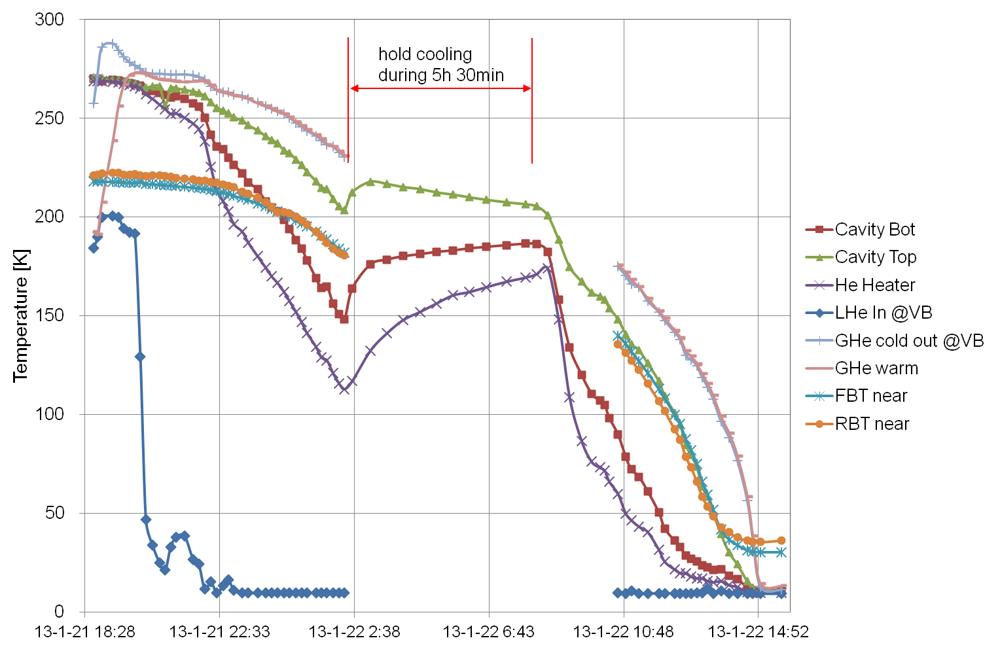 300
hold cooling
during 5h 30min
250
200
150
100
50
0
Temperature [K]
13-1-21 18:28
13-1-21 22:33
13-1-22 2:38
13-1-22 6:43
13-1-22 10:48
13-1-22 14:52
Cavity Bot
Cavity Top
He Heater
LHe In @VB
GHe cold out @VB
GHe warm
FBT near
RBT near